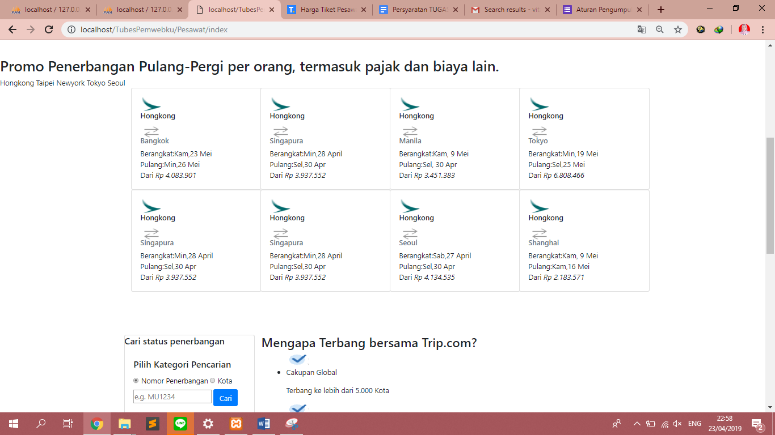 localhost / 127.0.0
localhost / 127.0.0
localhost/TubesPe
Harga Tiket Pesaw
Persyaratan TUGA
Search results - vi
Aturan Pengumpu
localhost/TubesPemwebku/Pesawat/index
Promo Penerbangan Pulang-Pergi per orang, termasuk pajak dan biaya lain.
Hongkong Taipei Newyork Tokyo Seoul
Hongkong
Bangkok
Berangkat:Kam,23 Mei
Pulang:Min,26 Mei
Dari Rp 4.083.901
Hongkong
Singapura
Berangkat:Min,28 April
Pulang:Sel,30 Apr
Dari Rp 3.937.552
Hongkong
Manila
Berangkat:Kam, 9 Mei
Pulang:Sel, 30 Apr
Dari Rp 3.451.383
Hongkong
Tokyo
Berangkat:Min,19 Mei
Pulang:Sel,25 Mei
Dari Rp 6.808.466
Hongkong
Singapura
Berangkat:Min,28 April
Pulang:Sel,30 Apr
Dari Rp 3.937.552
Hongkong
Singapura
Berangkat:Min,28 April
Pulang:Sel,30 Apr
Dari Rp 3.937.552
Hongkong
Seoul
Berangkat:Sab,27 April
Pulang:Sel,30 Apr
Dari Rp 4.134.535
Hongkong
Shanghai
Berangkat:Kam, 9 Mei
Pulang:Kam,16 Mei
Dari Rp 2.183.571
Cari status penerbangan
Pilih Kategori Pencarian
Nomor Penerbangan Kota
e.g. MU1234
Cari
Mengapa Terbang bersama Trip.com?
Cakupan Global
Terbang ke lebih dari 5.000 Kota
ENG
22:58
23/04/2019
2